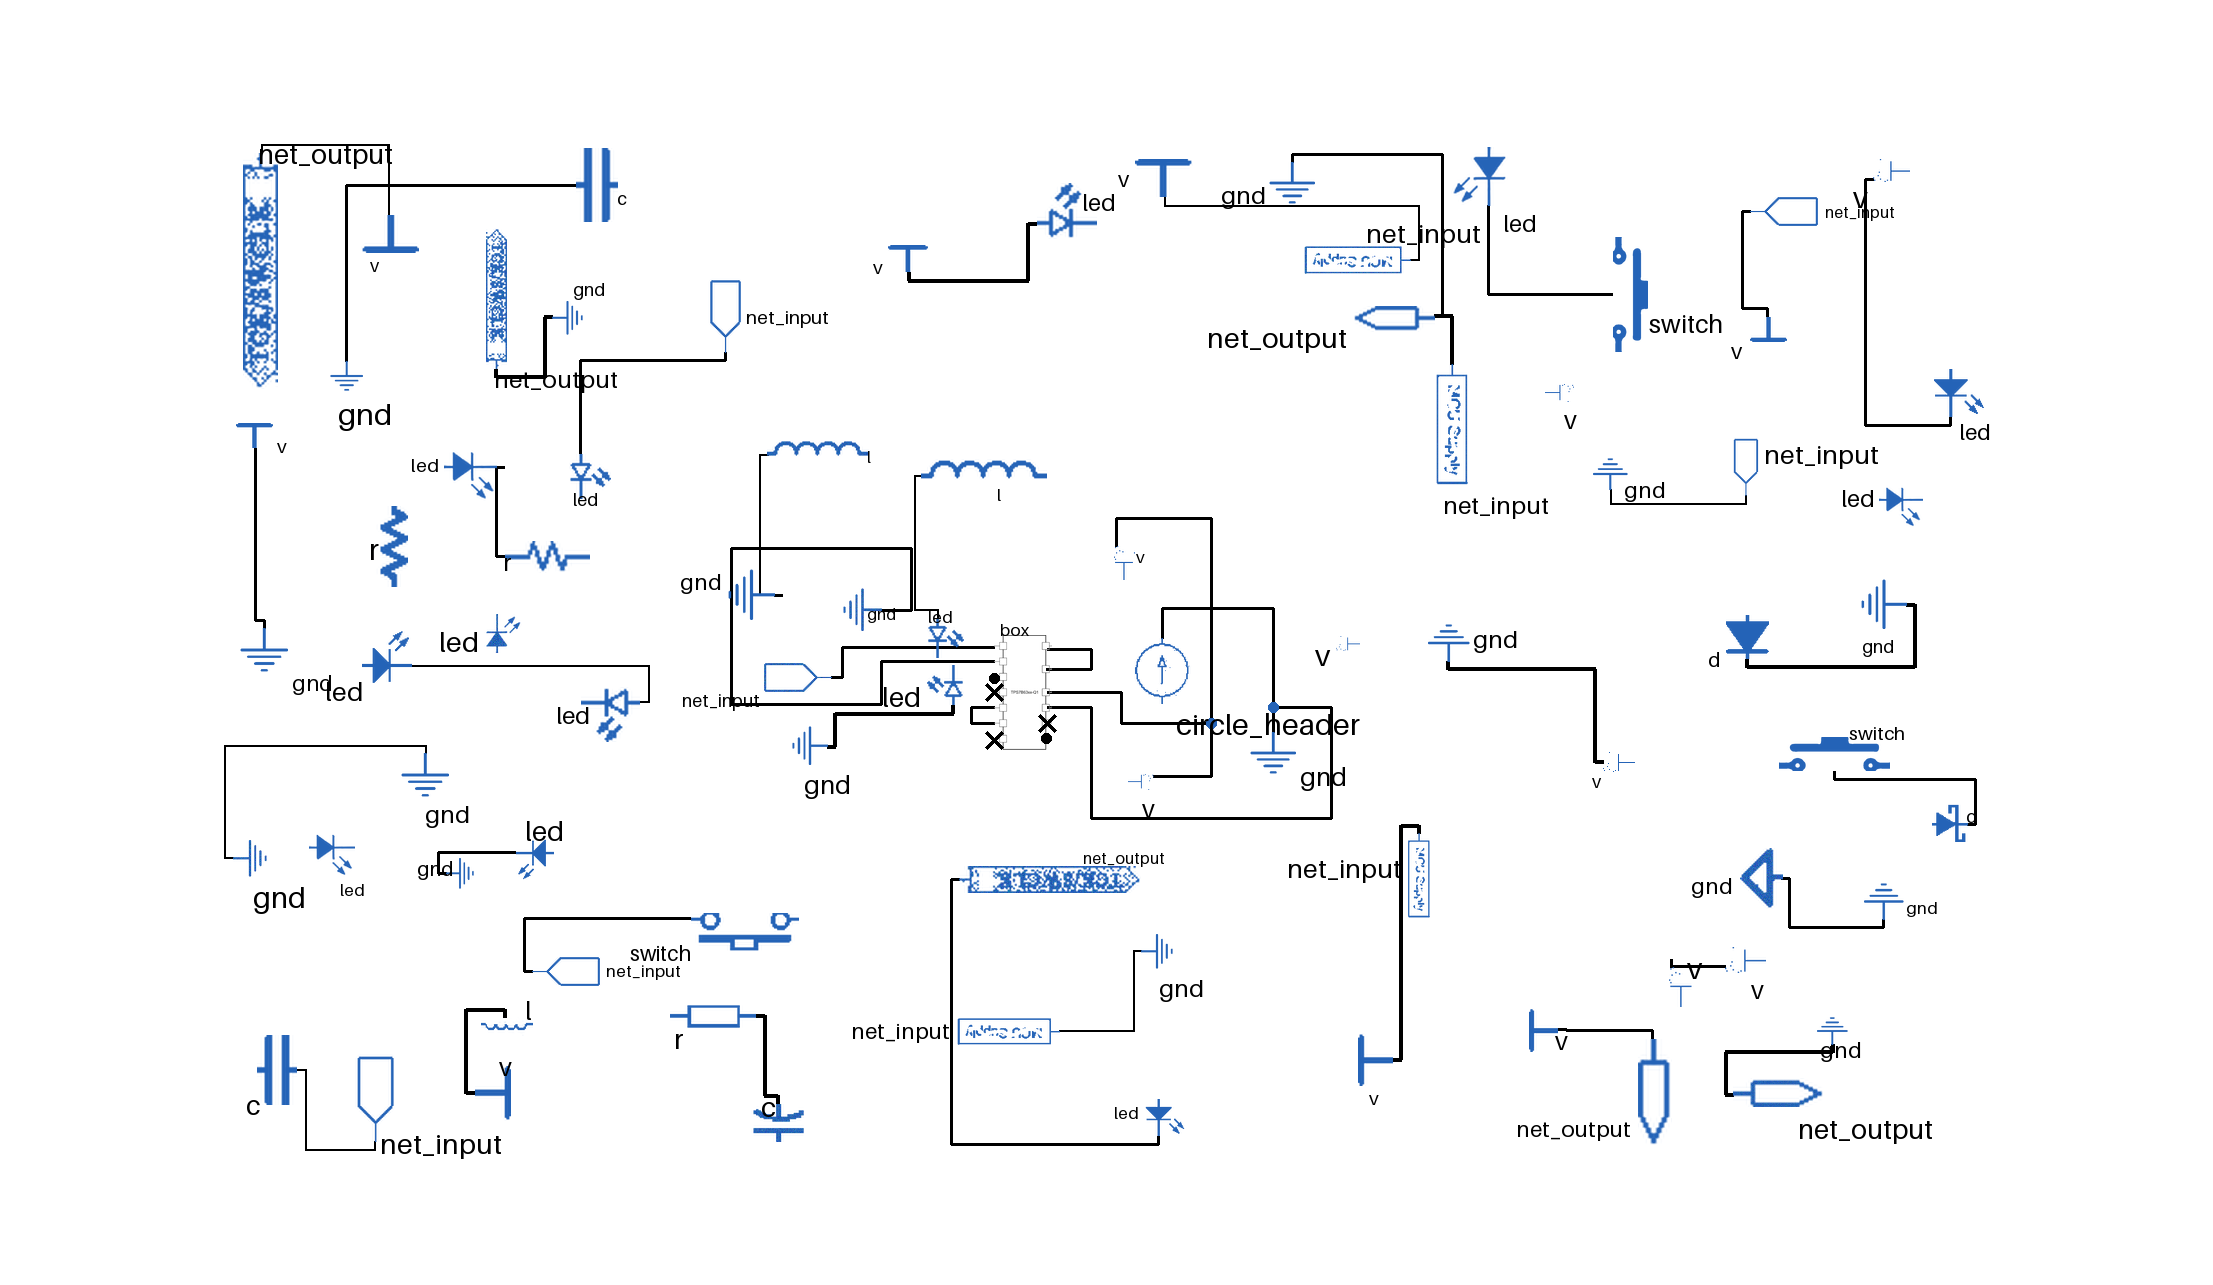 net_output
c
v
gnd
net_output
gnd
net_input
v
led
v
gnd
net_input
led
net_output
switch
net_input
v
v
led
net_input
v
gnd
net_input
led
v
led
led
r
r
l
l
gnd
gnd
led
box
v
net_input
led
gnd
v
circle_header
gnd
v
gnd
v
d
gnd
gnd
led
led
led
switch
d
gnd
gnd
gnd
gnd
led
led
gnd
switch
net_input
net_output
net_input
gnd
net_input
led
v
v
v
l
v
r
c
c
net_input
v
net_output
gnd
net_output